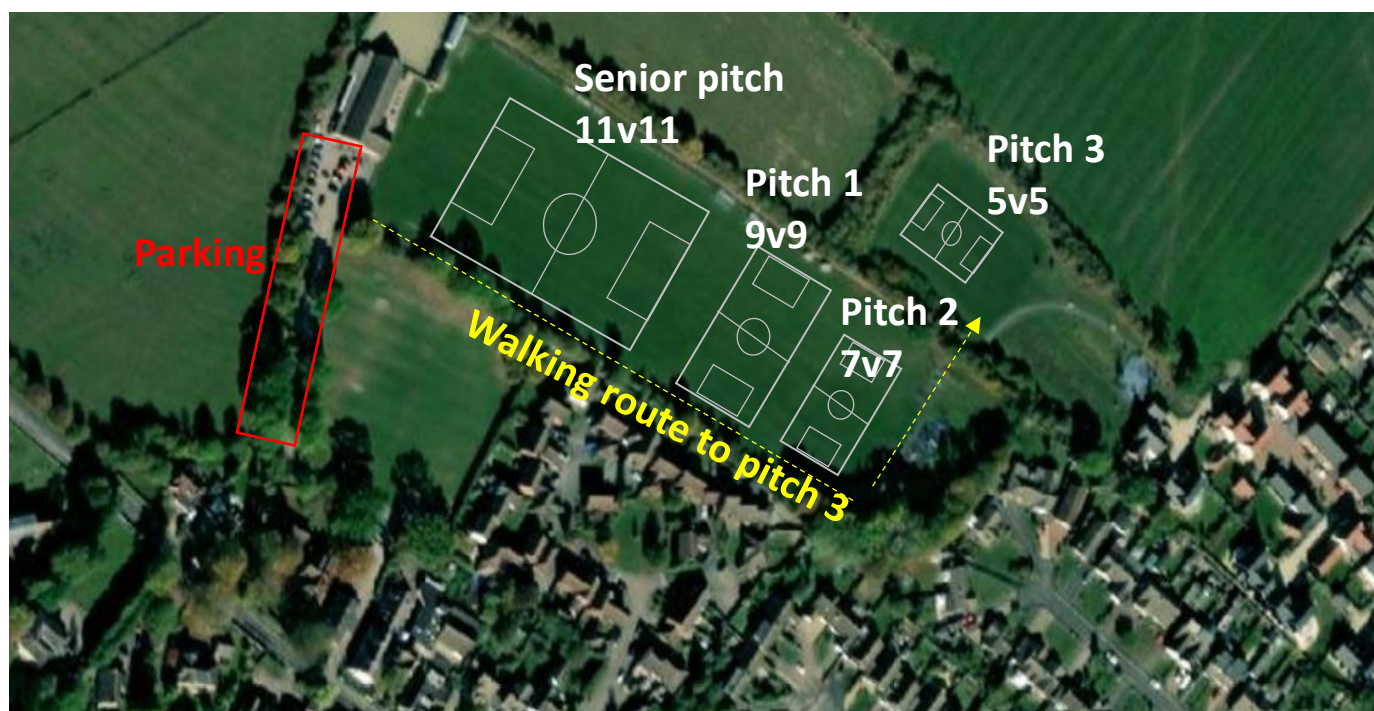 Senior pitch
11v11
Pitch 1
9v9
Pitch 2
7v7
Pitch 3
5v5
Parking
Walking route to pitch 3